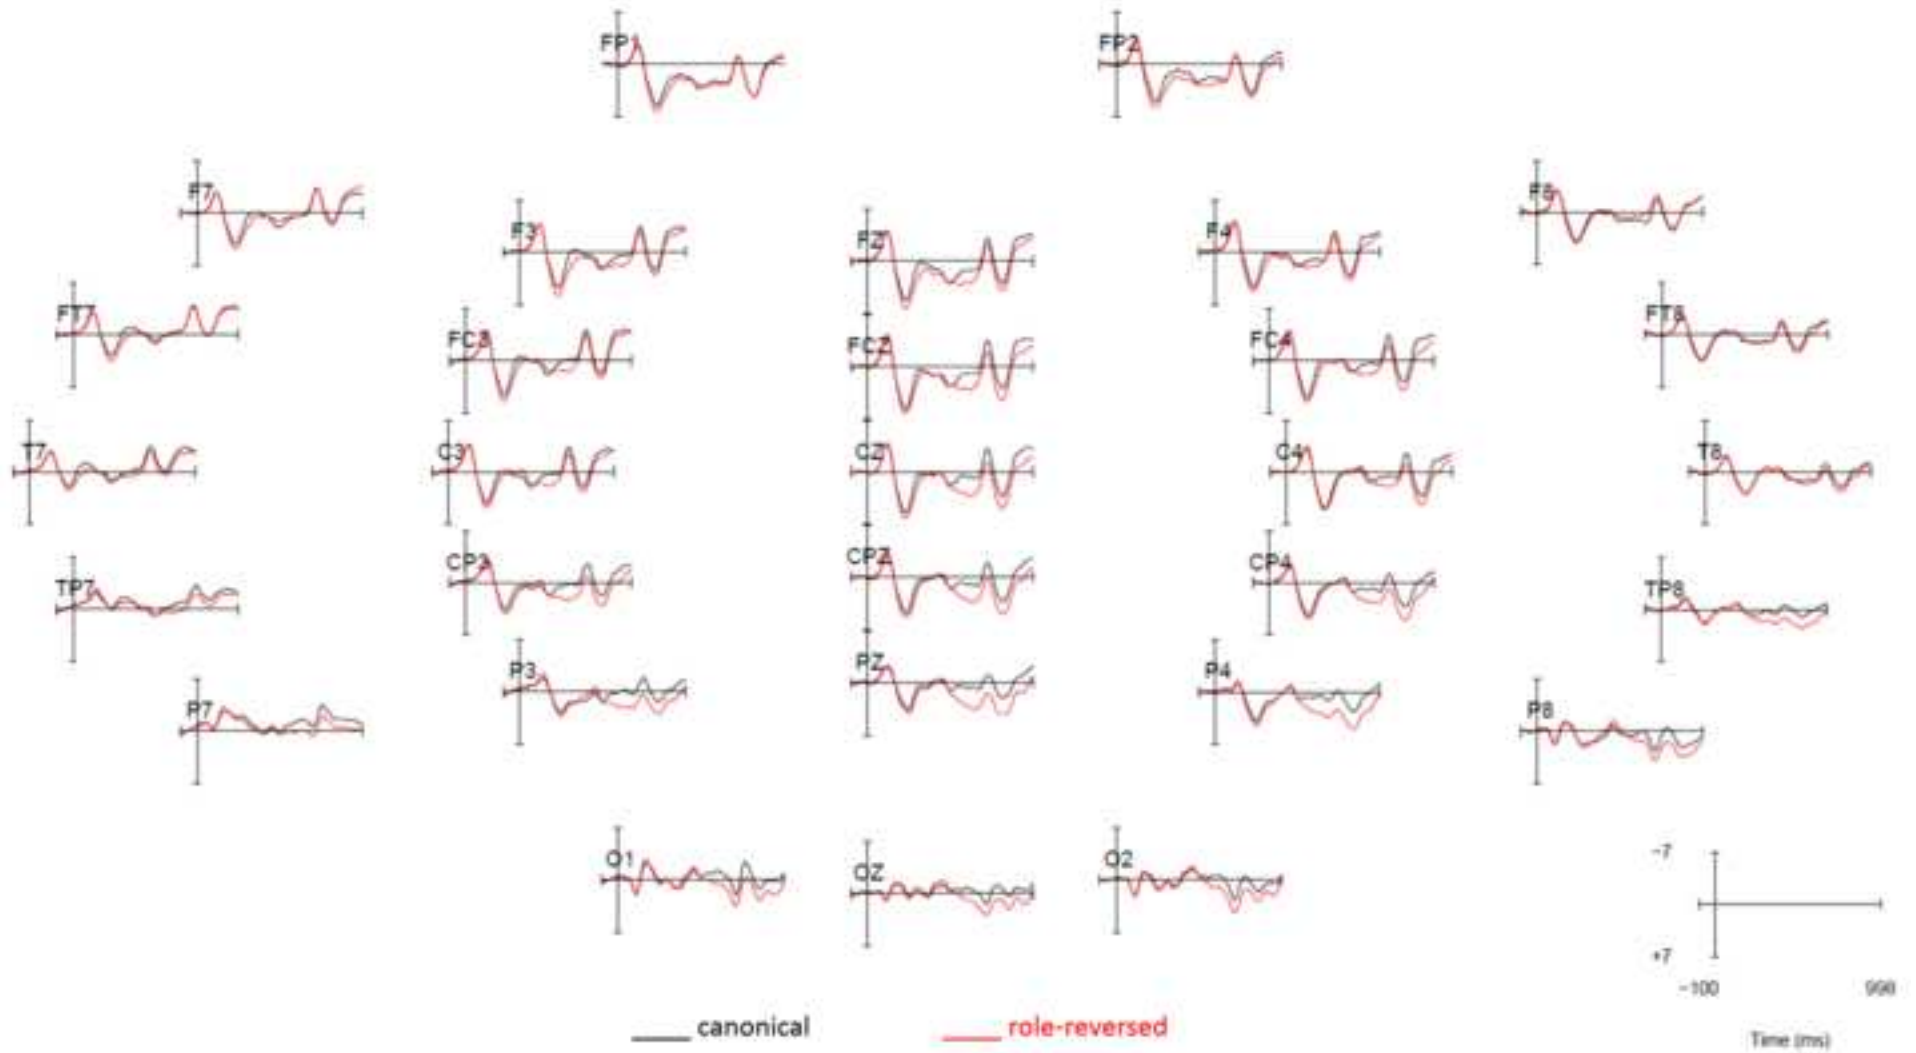 FP1 FP2
F7 F3 FZ F4 F8
FT7 FC3 FCZ FC4 FT8
T7 C3 CZ C4 T8
TP7 CP3 CPZ CP4 TP8
P7 P3 PZ P4 P8
O1 OZ O2
−7
+7
−100 998
Time (ms)
canonical role-reversed